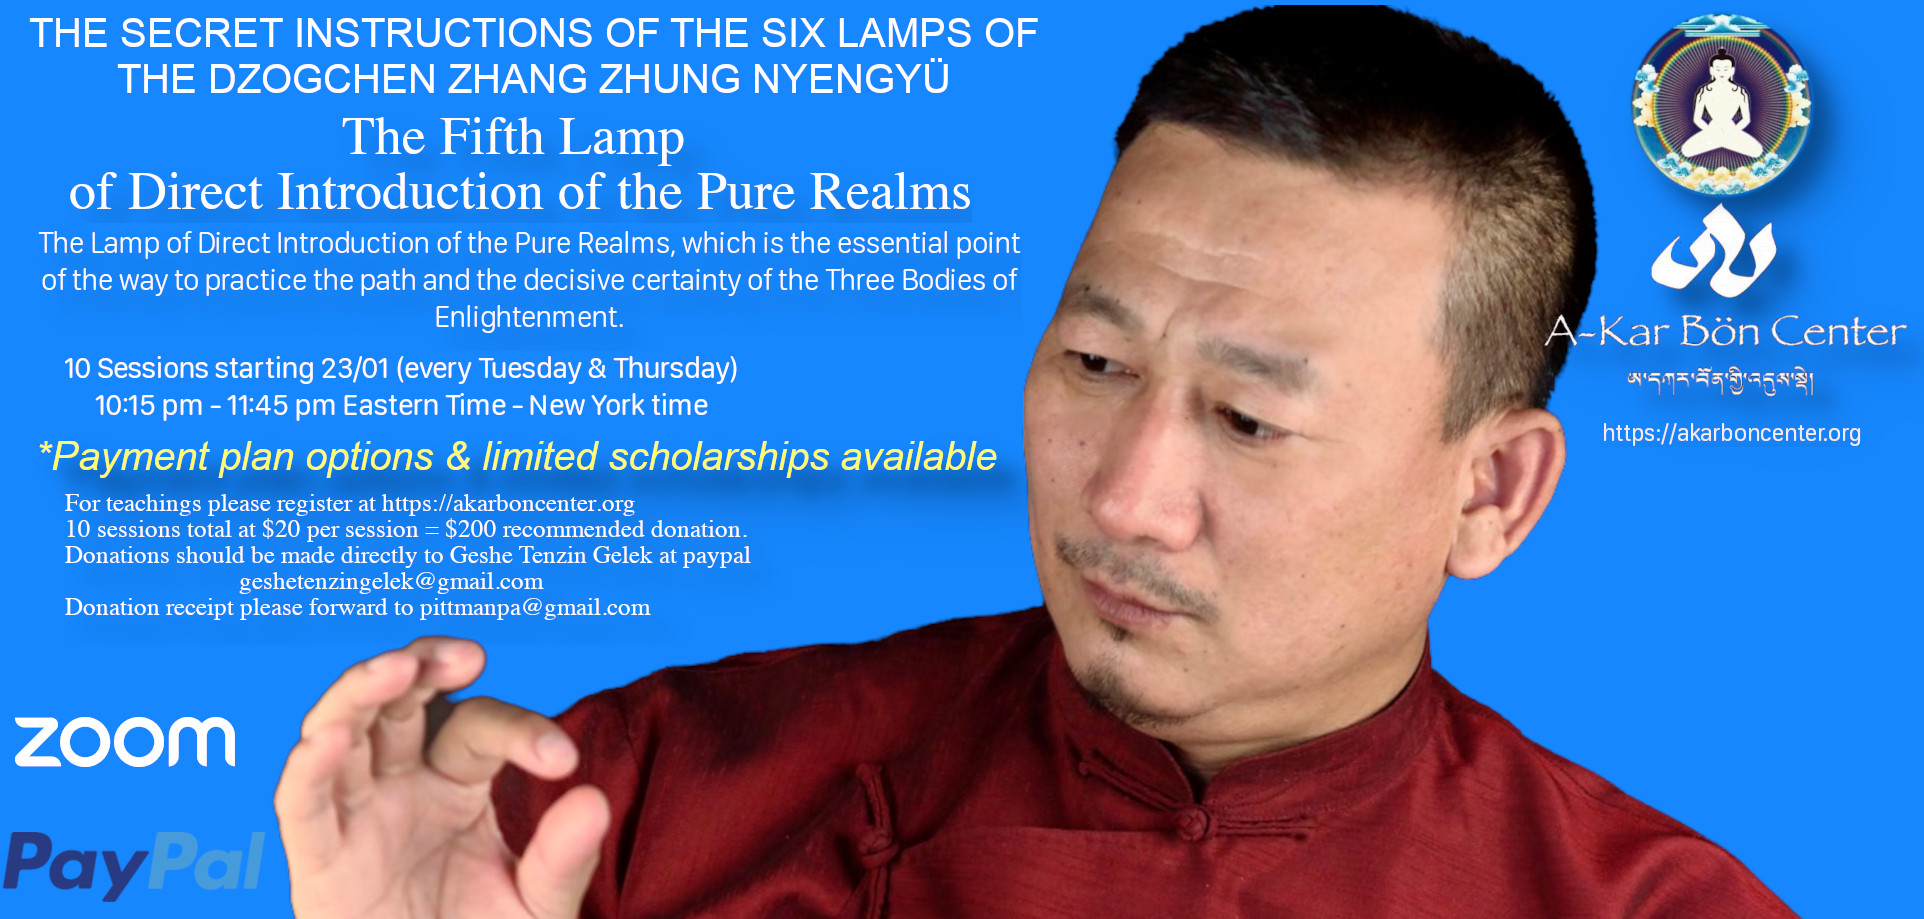 THE SECRET INSTRUCTIONS OF THE SIX LAMPS OF
THE DZOGCHEN ZHANG ZHUNG NYENGYÜ
The Fifth Lamp
of Direct Introduction of the Pure Realms
The Lamp of Direct Introduction of the Pure Realms, which is the essential point
of the way to practice the path and the decisive certainty of the Three Bodies of
Enlightenment.
10 Sessions starting 23/01 (every Tuesday & Thursday)
10:15 pm - 11:45 pm Eastern Time - New York time
*Payment plan options & limited scholarships available
For teachings please register at https://akarboncenter.org
10 sessions total at $20 per session = $200 recommended donation.
Donations should be made directly to Geshe Tenzin Gelek at paypal
geshetenzingelek@gmail.com
Donation receipt please forward to pittmanpa@gmail.com
zoom
PayPal
A-Kar Bön Center
ཨ་དཀར་བོན་གྱི་འདུས་སྡེ།
https://akarboncenter.org